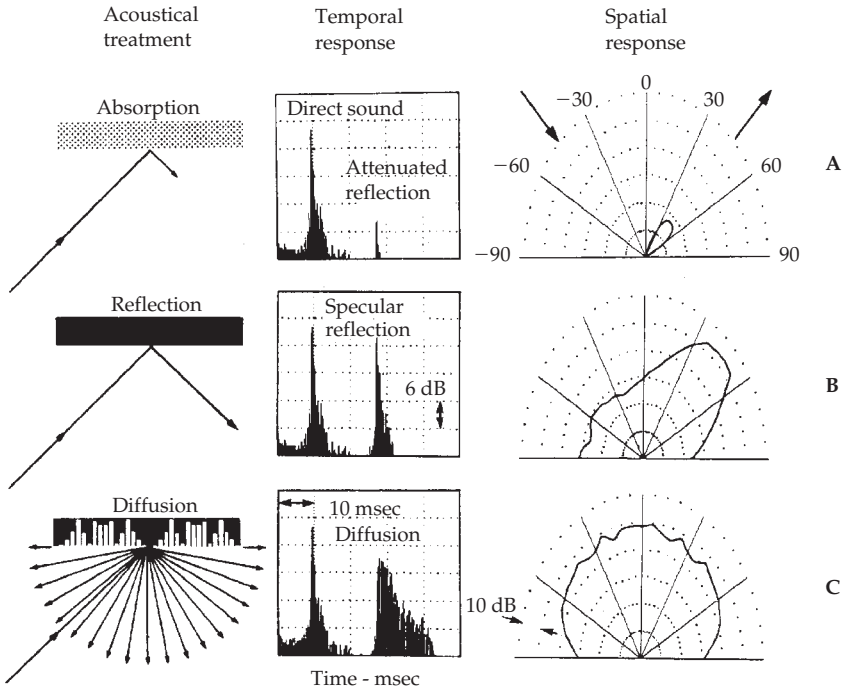 Acoustical
treatment
Temporal
response
Spatial
response
Absorption
Direct sound
Attenuated
reflection
−90
−60
−30
0
30
60
90
A
Reflection
Specular
reflection
6 dB
B
Diffusion
10 msec
Diffusion
10 dB
C
Time - msec